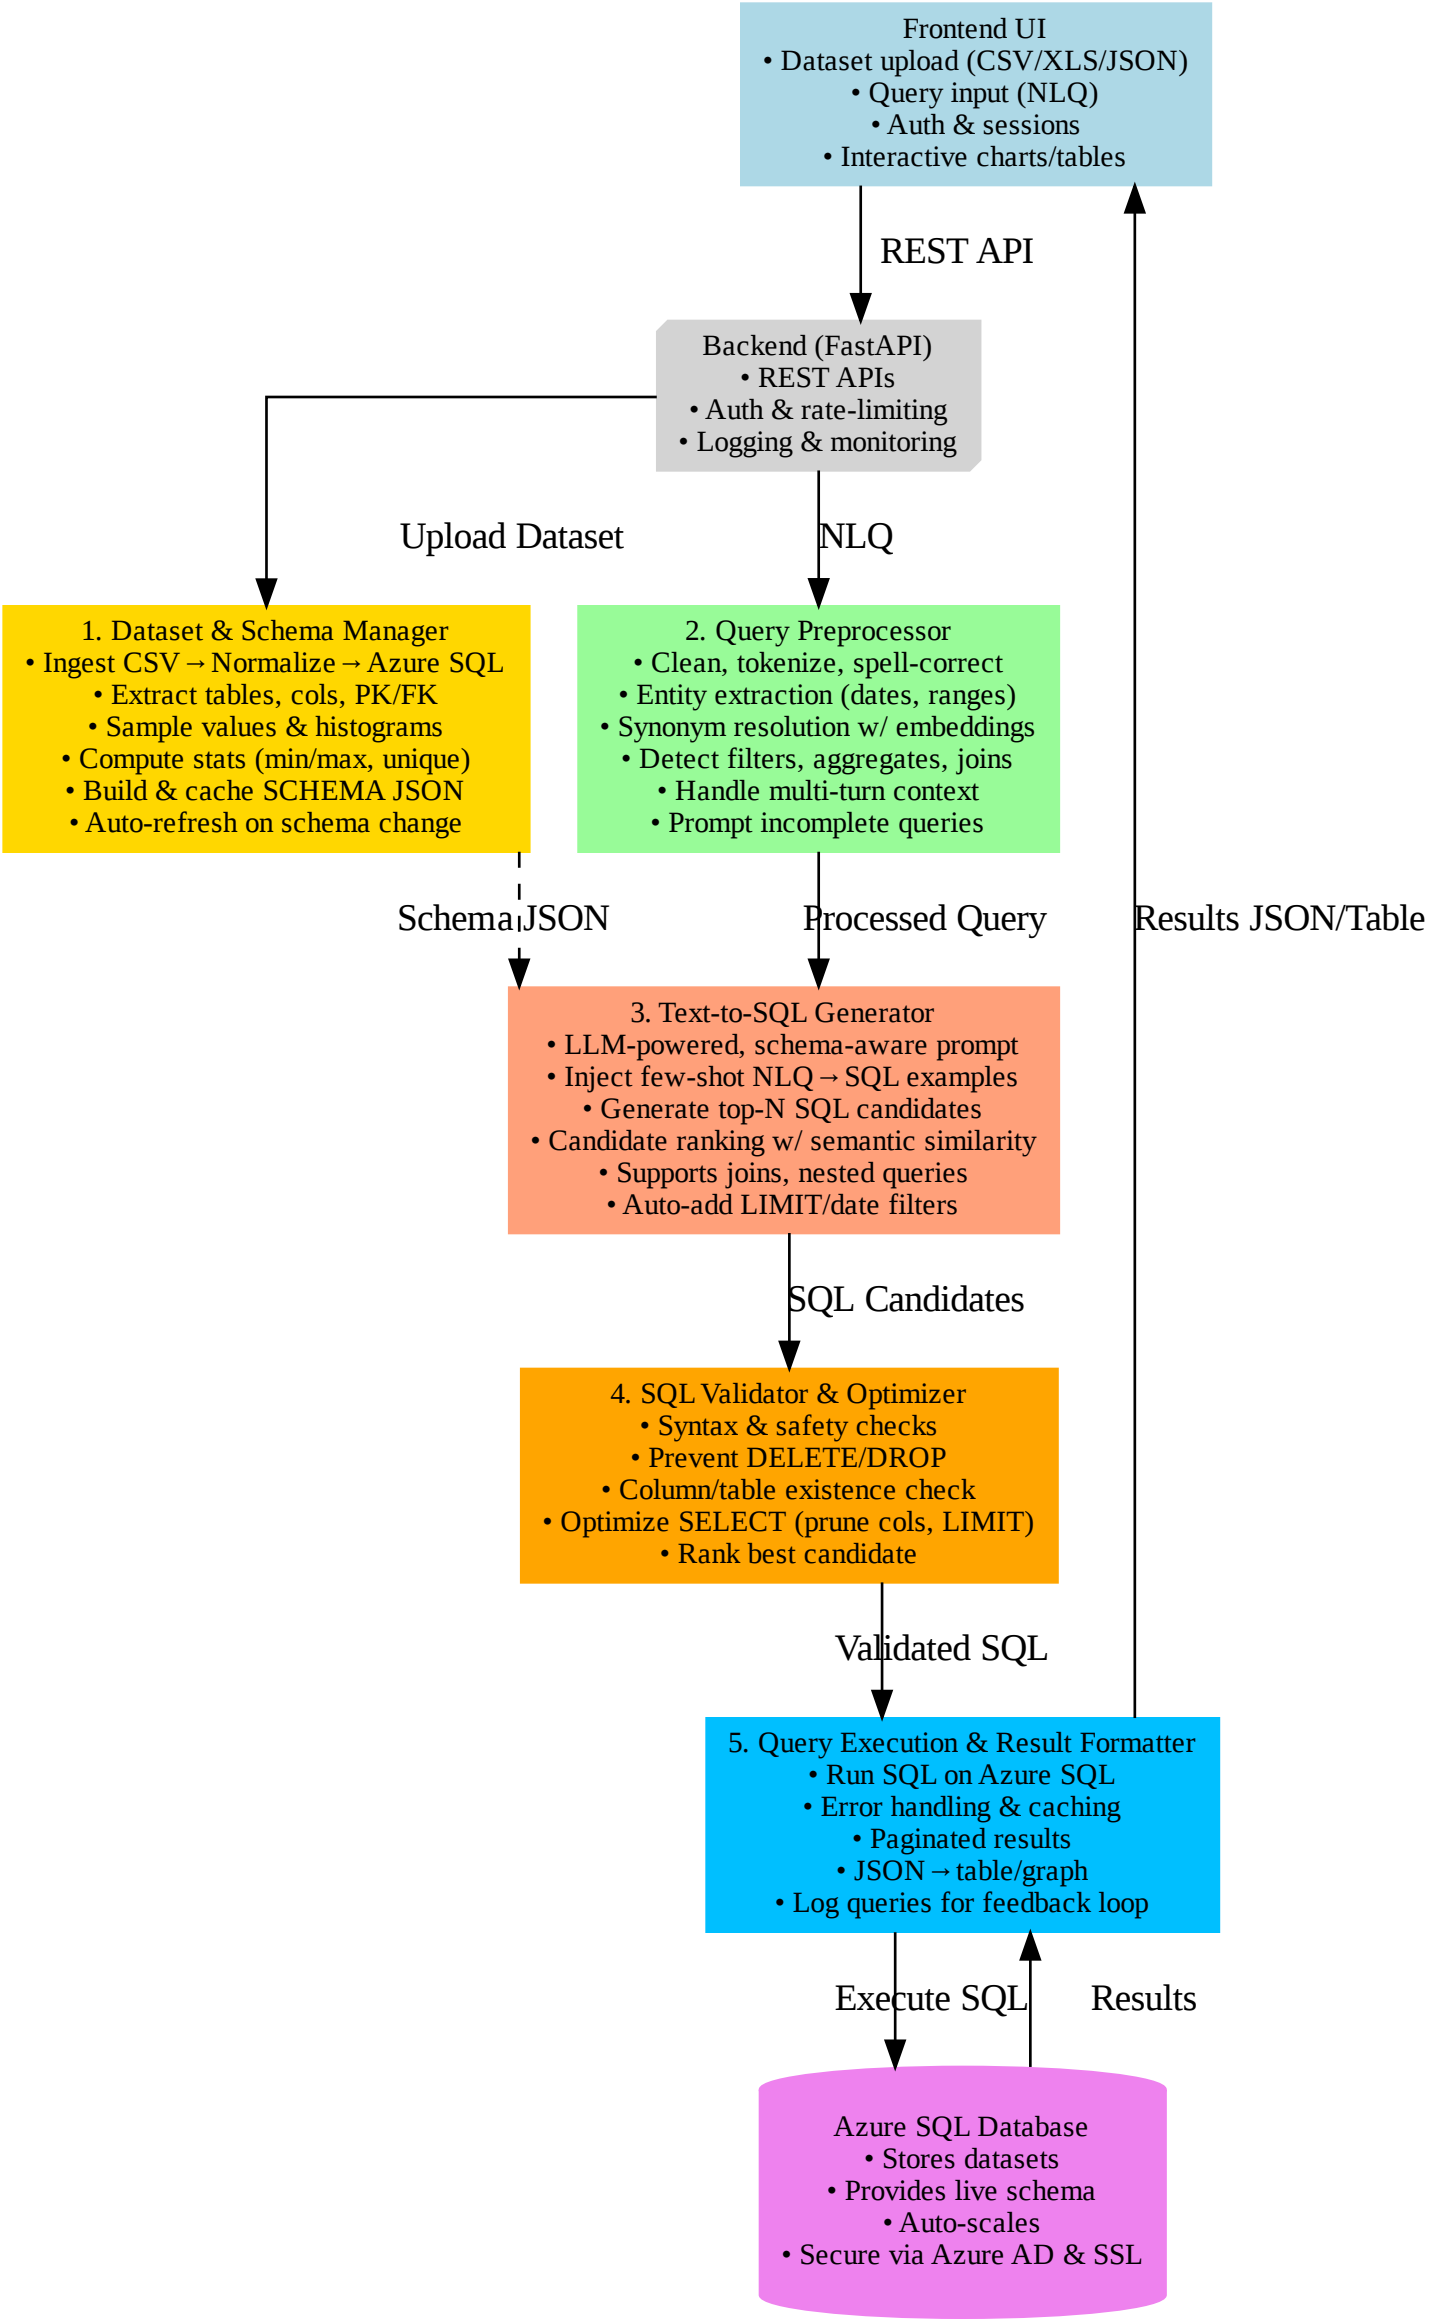 Frontend UI
• Dataset upload (CSV/XLS/JSON)
• Query input (NLQ)
• Auth & sessions
• Interactive charts/tables
REST API
Backend (FastAPI)
• REST APIs
• Auth & rate-limiting
• Logging & monitoring
Upload Dataset
NLQ
1. Dataset & Schema Manager
• Ingest CSV→Normalize→Azure SQL
• Extract tables, cols, PK/FK
• Sample values & histograms
• Compute stats (min/max, unique)
• Build & cache SCHEMA JSON
• Auto-refresh on schema change
2. Query Preprocessor
• Clean, tokenize, spell-correct
• Entity extraction (dates, ranges)
• Synonym resolution w/ embeddings
• Detect filters, aggregates, joins
• Handle multi-turn context
• Prompt incomplete queries
Schema JSON
Processed Query
Results JSON/Table
3. Text-to-SQL Generator
• LLM-powered, schema-aware prompt
• Inject few-shot NLQ→SQL examples
• Generate top-N SQL candidates
• Candidate ranking w/ semantic similarity
• Supports joins, nested queries
• Auto-add LIMIT/date filters
SQL Candidates
4. SQL Validator & Optimizer
• Syntax & safety checks
• Prevent DELETE/DROP
• Column/table existence check
• Optimize SELECT (prune cols, LIMIT)
• Rank best candidate
Validated SQL
5. Query Execution & Result Formatter
• Run SQL on Azure SQL
• Error handling & caching
• Paginated results
• JSON→table/graph
• Log queries for feedback loop
Execute SQL
Results
Azure SQL Database
• Stores datasets
• Provides live schema
• Auto-scales
• Secure via Azure AD & SSL